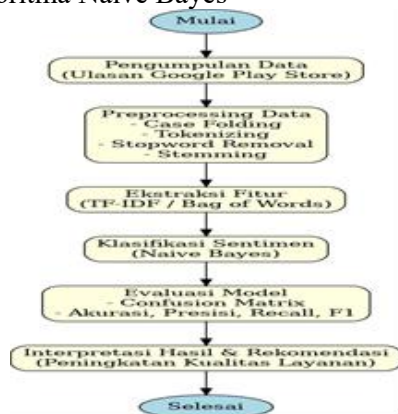 Naive Bayes
Mulai
Pengumpulan Data
(Ulasan Google Play Store)
Preprocessing Data
- Case Folding
- Tokenizing
- Stopword Removal
- Stemming
Ekstraksi Fitur
(TF-IDF / Bag of Words)
Klasifikasi Sentimen
(Naive Bayes)
Evaluasi Model
- Confusion Matrix
- Akurasi, Presisi, Recall, F1
Interpretasi Hasil & Rekomendasi
(Peningkatan Kualitas Layanan)
Selesai